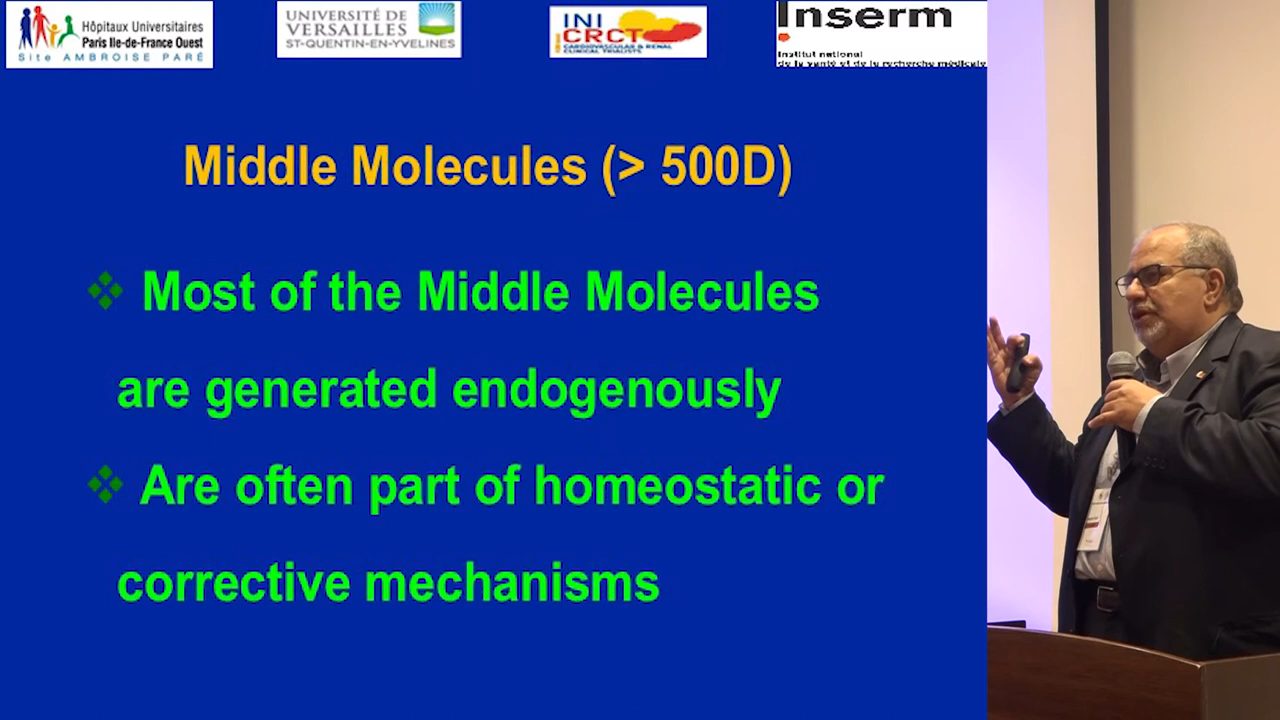 Hôpitaux Universitaires
Paris Ile-de-France Ouest
Site AMBROISE PARÉ
UNIVERSITÉ DE
VERSAILLES
ST-QUENTIN-EN-YVELINES
INI
CRCT
CARDIOVASCULAR & RENAL
CLINICAL TRIALISTS
Inserm
Institut national
de la santé et de la recherche médicale
Middle Molecules (> 500D)
❖ Most of the Middle Molecules
are generated endogenously
❖ Are often part of homeostatic or
corrective mechanisms